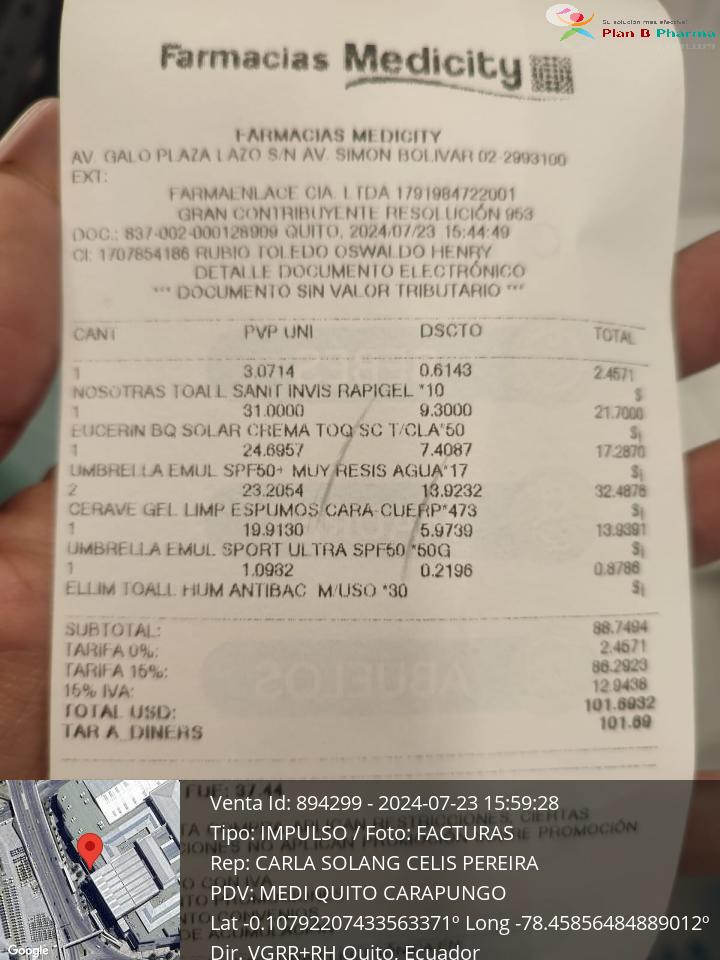 Su solución mas efectiva!
Plan B Pharma
Farmacias Medicity
FARMACIAS MEDICITY
AV. GALO PLAZA LAZO S/N AV. SIMON BOLIVAR 02-2993100
EXT:
FARMAENLACE CIA. LTDA 1791984722001
GRAN CONTRIBUYENTE RESOLUCIÓN 953
DOC.: 837-002-000128909 QUITO, 2024/07/23 15:44:49
CI: 1707854186 RUBIO TOLEDO OSWALDO HENRY
DETALLE DOCUMENTO ELECTRÓNICO
*** DOCUMENTO SIN VALOR TRIBUTARIO ***
CANT PVP UNI DSCTO TOTAL
1 3.0714 0.6143 2.4571
NOSOTRAS TOALL SANIT INVIS RAPIGEL *10 $
1 31.0000 9.3000 21.7000
EUCERIN BQ SOLAR CREMA TOQ SC T/CLA*50 $|
1 24.6957 7.4087 17.2870
UMBRELLA EMUL SPF50+ MUY RESIS AGUA*17 $|
2 23.2054 13.9232 32.4876
CERAVE GEL LIMP ESPUMOS CARA-CUERP*473 $|
1 19.9130 5.9739 13.9391
UMBRELLA EMUL SPORT ULTRA SPF50 *50G $|
1 1.0982 0.2196 0.8786
ELLIM TOALL HUM ANTIBAC M/USO *30 $|
SUBTOTAL: 88.7494
TARIFA 0%: 2.4571
TARIFA 15%: 86.2923
15% IVA: 12.9438
TOTAL USD: 101.6932
TAR A_DINERS 101.69
FUE: 37.44
Venta Id: 894299 - 2024-07-23 15:59:28
Tipo: IMPULSO / Foto: FACTURAS
Rep: CARLA SOLANG CELIS PEREIRA
PDV: MEDI QUITO CARAPUNGO
Lat -0.10792207433563371º Long -78.45856484889012º
Dir. VGRR+RH Quito, Ecuador
Google